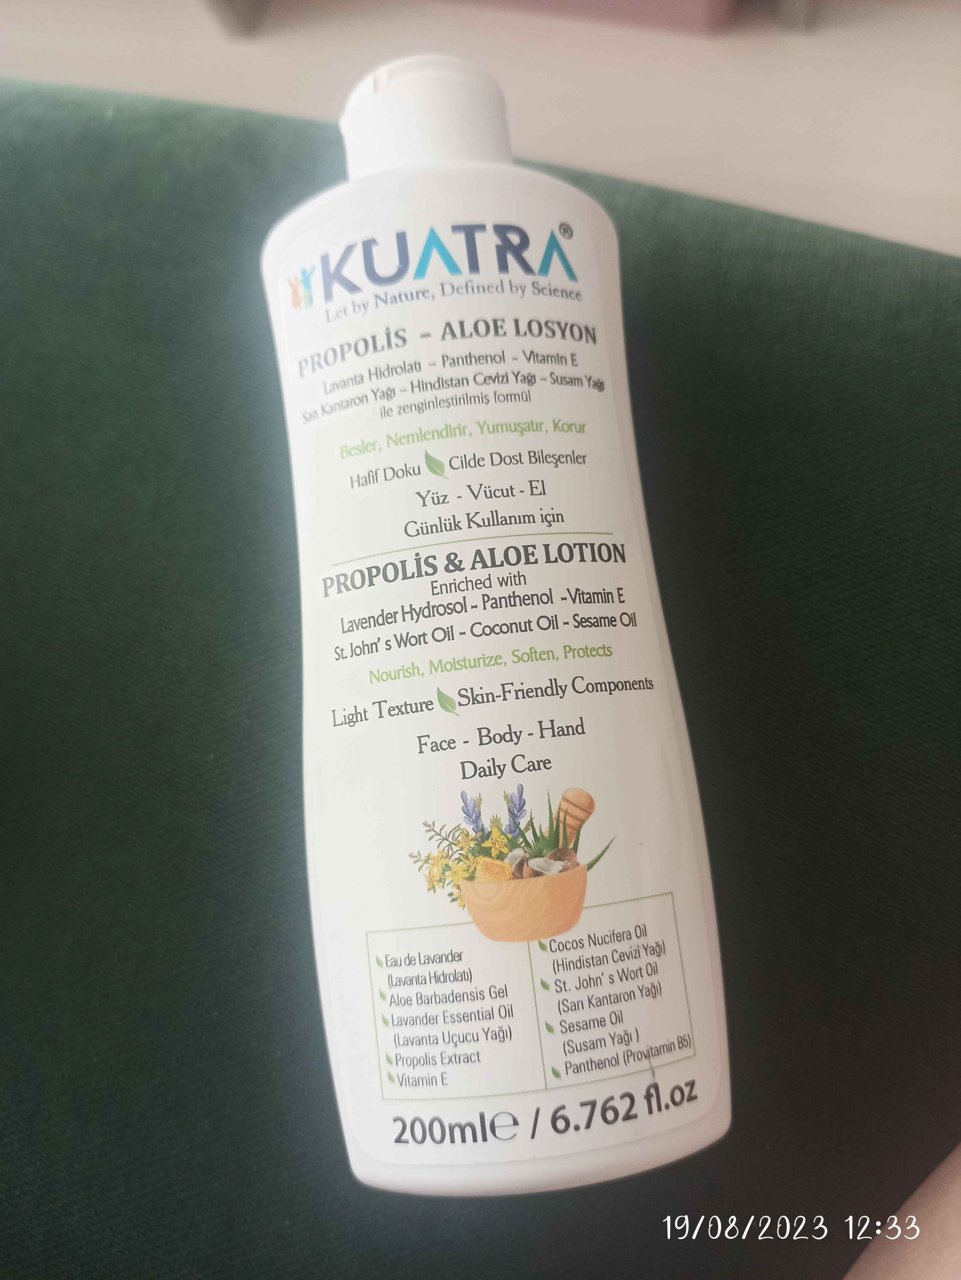 KUATRA®
Let by Nature, Defined by Science
PROPOLİS - ALOE LOSYON
Lavanta Hidrolatı - Panthenol - Vitamin E
Sarı Kantaron Yağı - Hindistan Cevizi Yağı - Susam Yağı
ile zenginleştirilmiş formül
Besler, Nemlendirir, Yumuşatır, Korur
Hafif Doku Cilde Dost Bileşenler
Yüz - Vücut - El
Günlük Kullanım için
PROPOLİS & ALOE LOTION
Enriched with
Lavender Hydrosol - Panthenol - Vitamin E
St. John's Wort Oil - Coconut Oil - Sesame Oil
Nourish, Moisturize, Soften, Protects
Light Texture Skin-Friendly Components
Face - Body - Hand
Daily Care
Eau de Lavander
(Lavanta Hidrolatı)
Aloe Barbadensis Gel
Lavander Essential Oil
(Lavanta Uçucu Yağı)
Propolis Extract
Vitamin E
Cocos Nucifera Oil
(Hindistan Cevizi Yağı)
St. John's Wort Oil
(Sarı Kantaron Yağı)
Sesame Oil
(Susam Yağı)
Panthenol (Provitamin B5)
200ml℮ / 6.762 fl.oz
19/08/2023 12:33